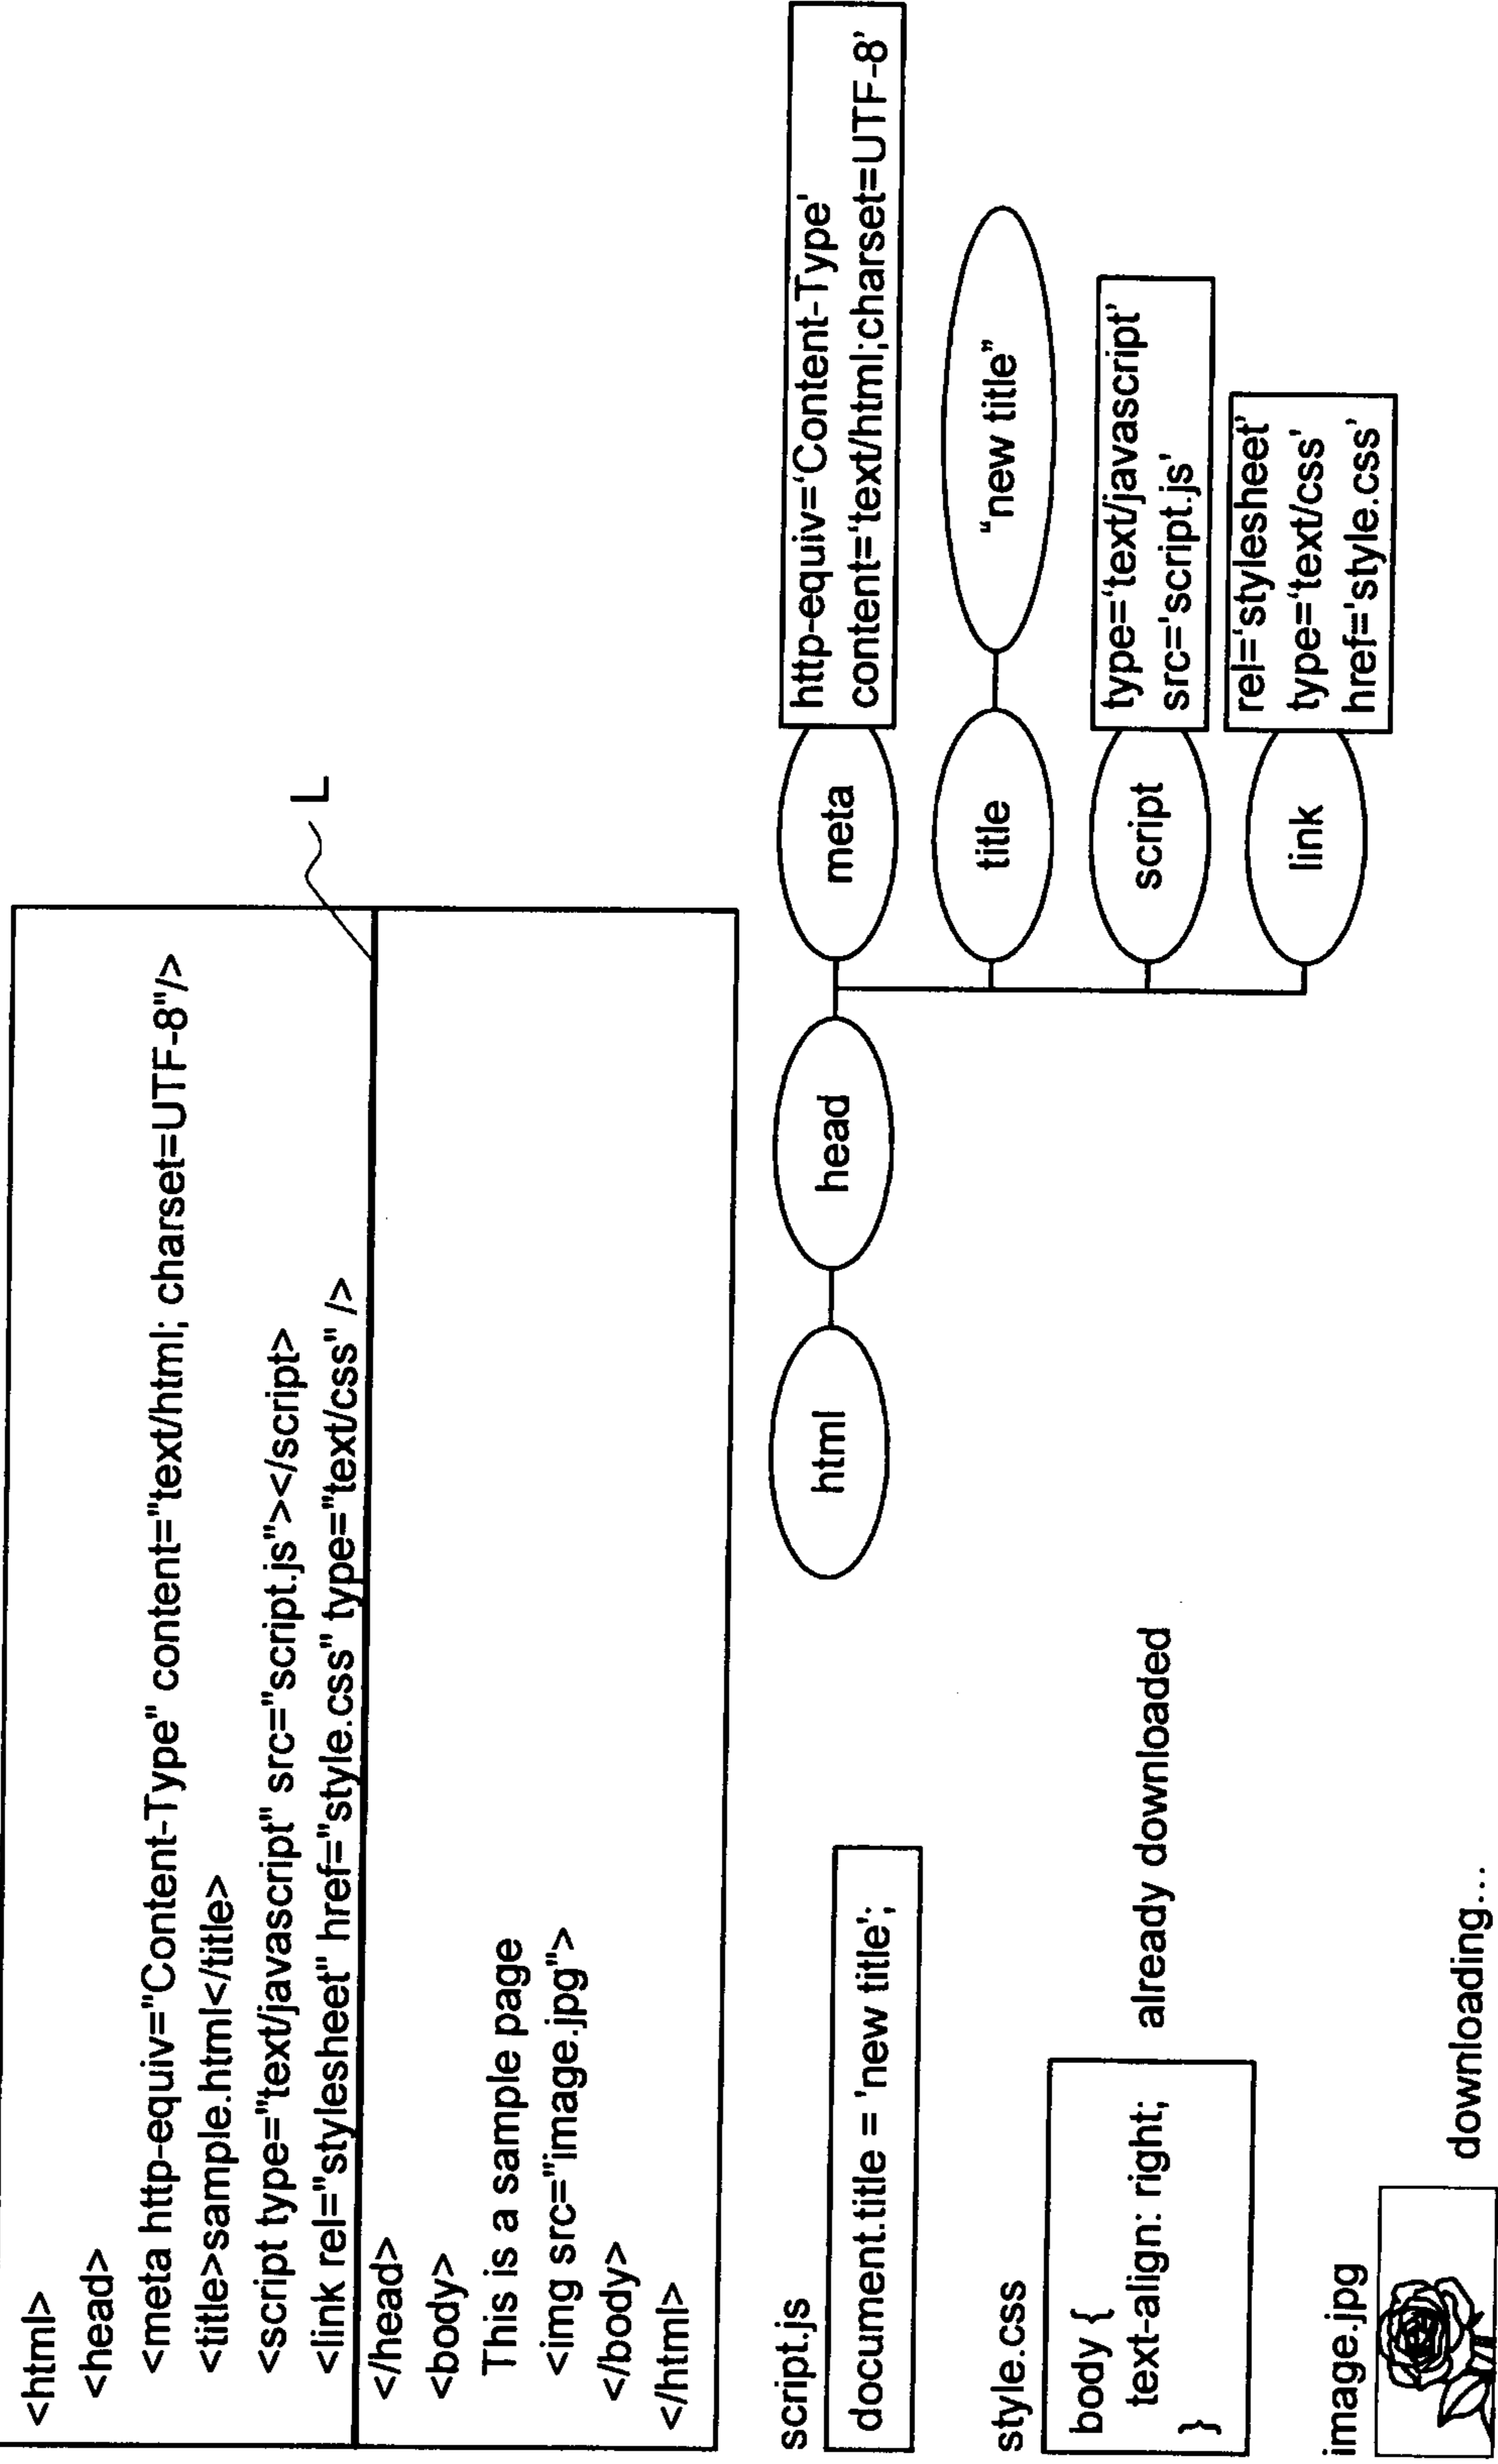 <html>
<head>
<meta http-equiv="Content-Type" content="text/html; charset=UTF-8"/>
<title>sample.html</title>
<script type="text/javascript" src="script.js"></script>
<link rel="stylesheet" href="style.css" type="text/css" />
L
</head>
<body>
This is a sample page
<img src="image.jpg">
</body>
</html>
script.js
document.title = 'new title';
style.css
body {
text-align: right;
}
already downloaded
image.jpg
downloading...
html
head
meta
http-equiv='Content-Type'
content='text/html;charset=UTF-8'
title
“new title”
script
type='text/javascript'
src='script.js'
link
rel='stylesheet'
type='text/css'
href='style.css'